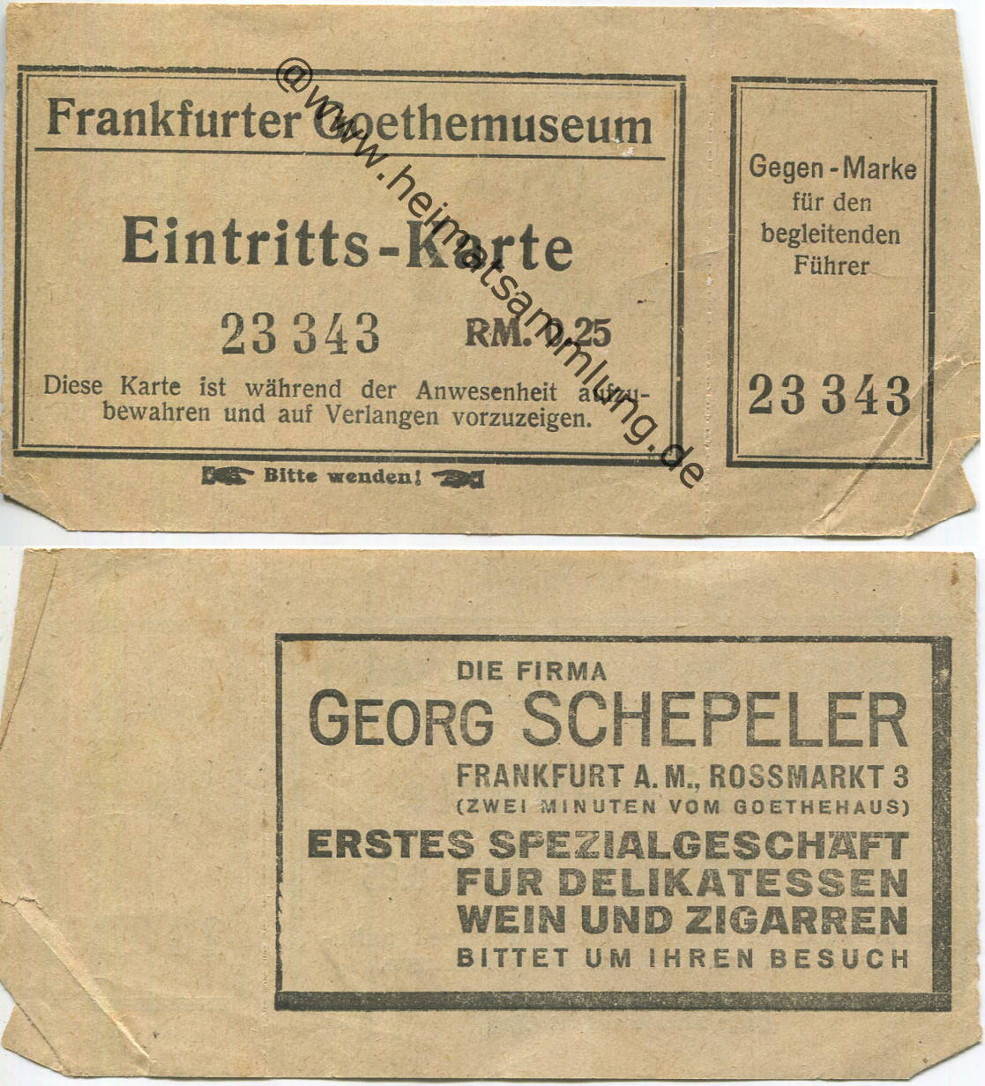 Frankfurter Goethemuseum
Eintritts-Karte
23 343 RM. 0.25
Diese Karte ist während der Anwesenheit aufzu-
bewahren und auf Verlangen vorzuzeigen.
Bitte wenden!
Gegen-Marke
für den
begleitenden
Führer
23 343
@www.heimatsammlung.de
DIE FIRMA
GEORG SCHEPELER
FRANKFURT A. M., ROSSMARKT 3
(ZWEI MINUTEN VOM GOETHEHAUS)
ERSTES SPEZIALGESCHÄFT
FÜR DELIKATESSEN
WEIN UND ZIGARREN
BITTET UM IHREN BESUCH